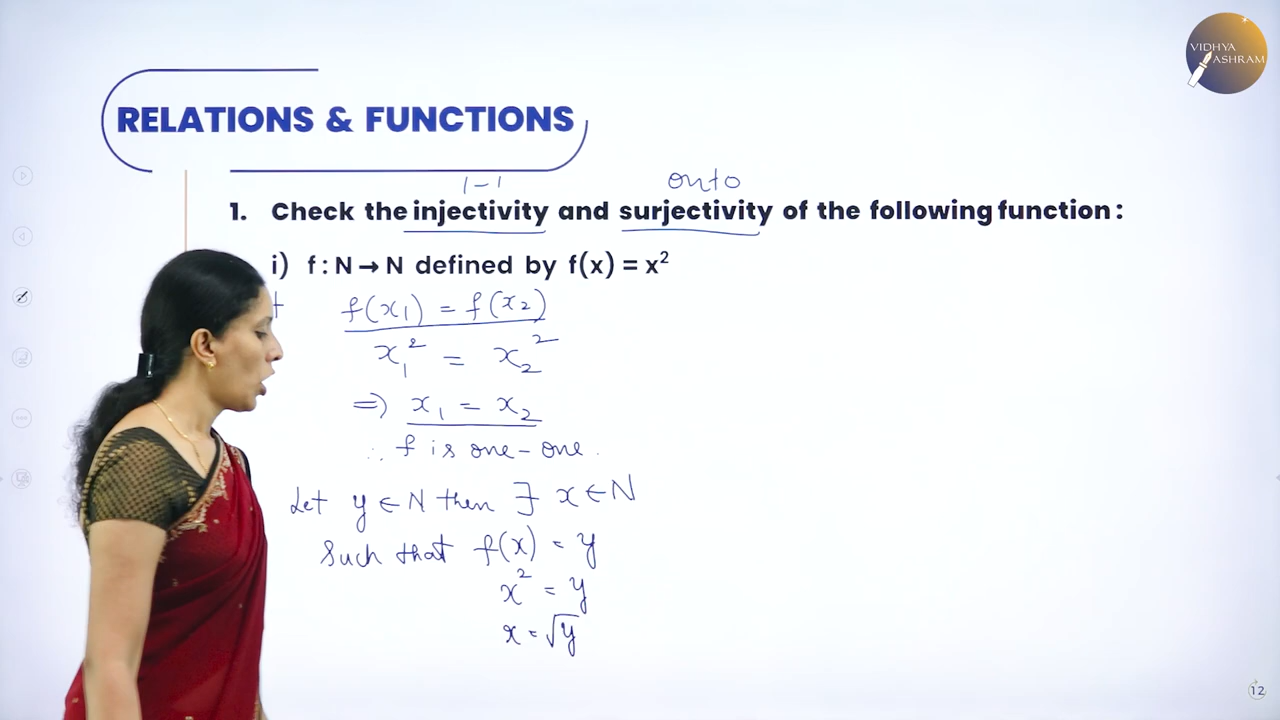 VIDHYA
ASHRAM
RELATIONS & FUNCTIONS
1-1 onto
1. Check the injectivity and surjectivity of the following function :
i) f : N → N defined by f(x) = x²
f(x₁) = f(x₂)
x₁² = x₂²
⇒) x₁ = x₂
∴ f is one-one.
Let y ∈ N then ∃ x ∈ N
Such that f(x) = y
x² = y
x = √y
12